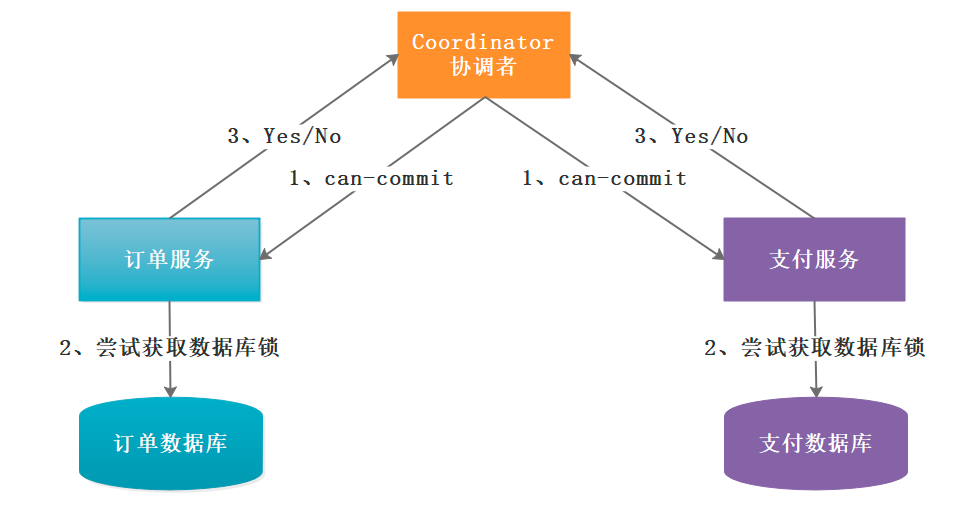 Coordinator
协调者
3、Yes/No
3、Yes/No
1、can-commit
1、can-commit
订单服务
支付服务
2、尝试获取数据库锁
2、尝试获取数据库锁
订单数据库
支付数据库